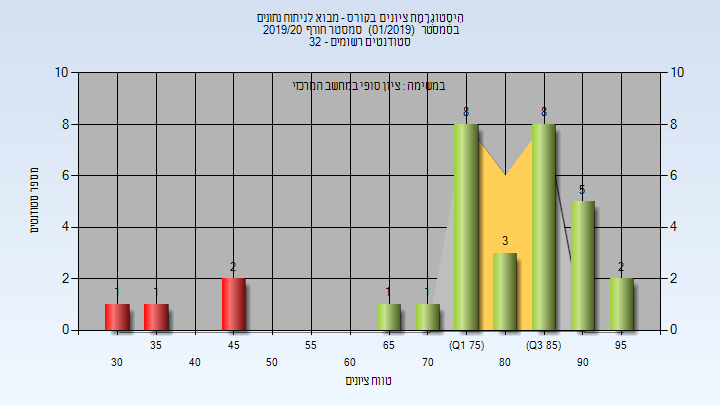 היסטוגרמת ציונים בקורס - מבוא לניתוח נתונים
בסמסטר (01/2019) סמסטר חורף 2019/20
סטודנטים רשומים - 32
במשימה : ציון סופי במחשב המרכזי
מספר סטודנטים
10 10
8 8
6 6
4 4
2 2
0 0
1 1 2 1 1 8 3 8 5 2
35 45 55 65 (Q1 75) (Q3 85) 95
30 40 50 60 70 80 90
טווח ציונים